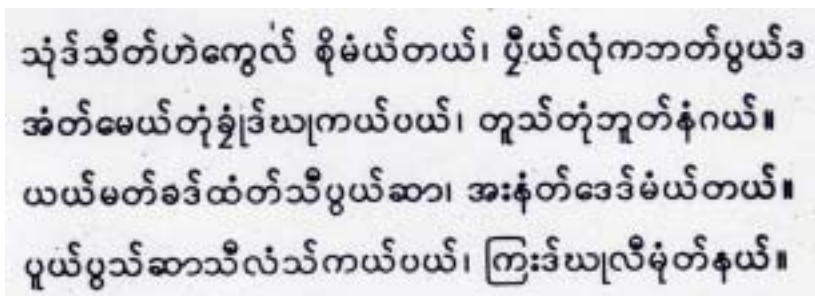 သုံဒ်သီတ်ဟဲကွေလ် စိုမံယ်တယ်၊ ပှီယ်လုံကဘတ်ပွယ်ဒ
အံတ်မေယ်တုံခၠုံဒ်ဃုကယ်ပယ်၊ တူသ်တုံဘူတ်နံဂယ်။
ယယ်မတ်ခဒ်ထံတ်သီပွယ်ဆာ၊ အးနံတ်ဒေဒ်မံယ်တယ်။
ပူယ်ပွသ်ဆာသီလံသ်ကယ်ပယ်၊ ကြးဒ်ဃုလီမုံတ်နယ်။